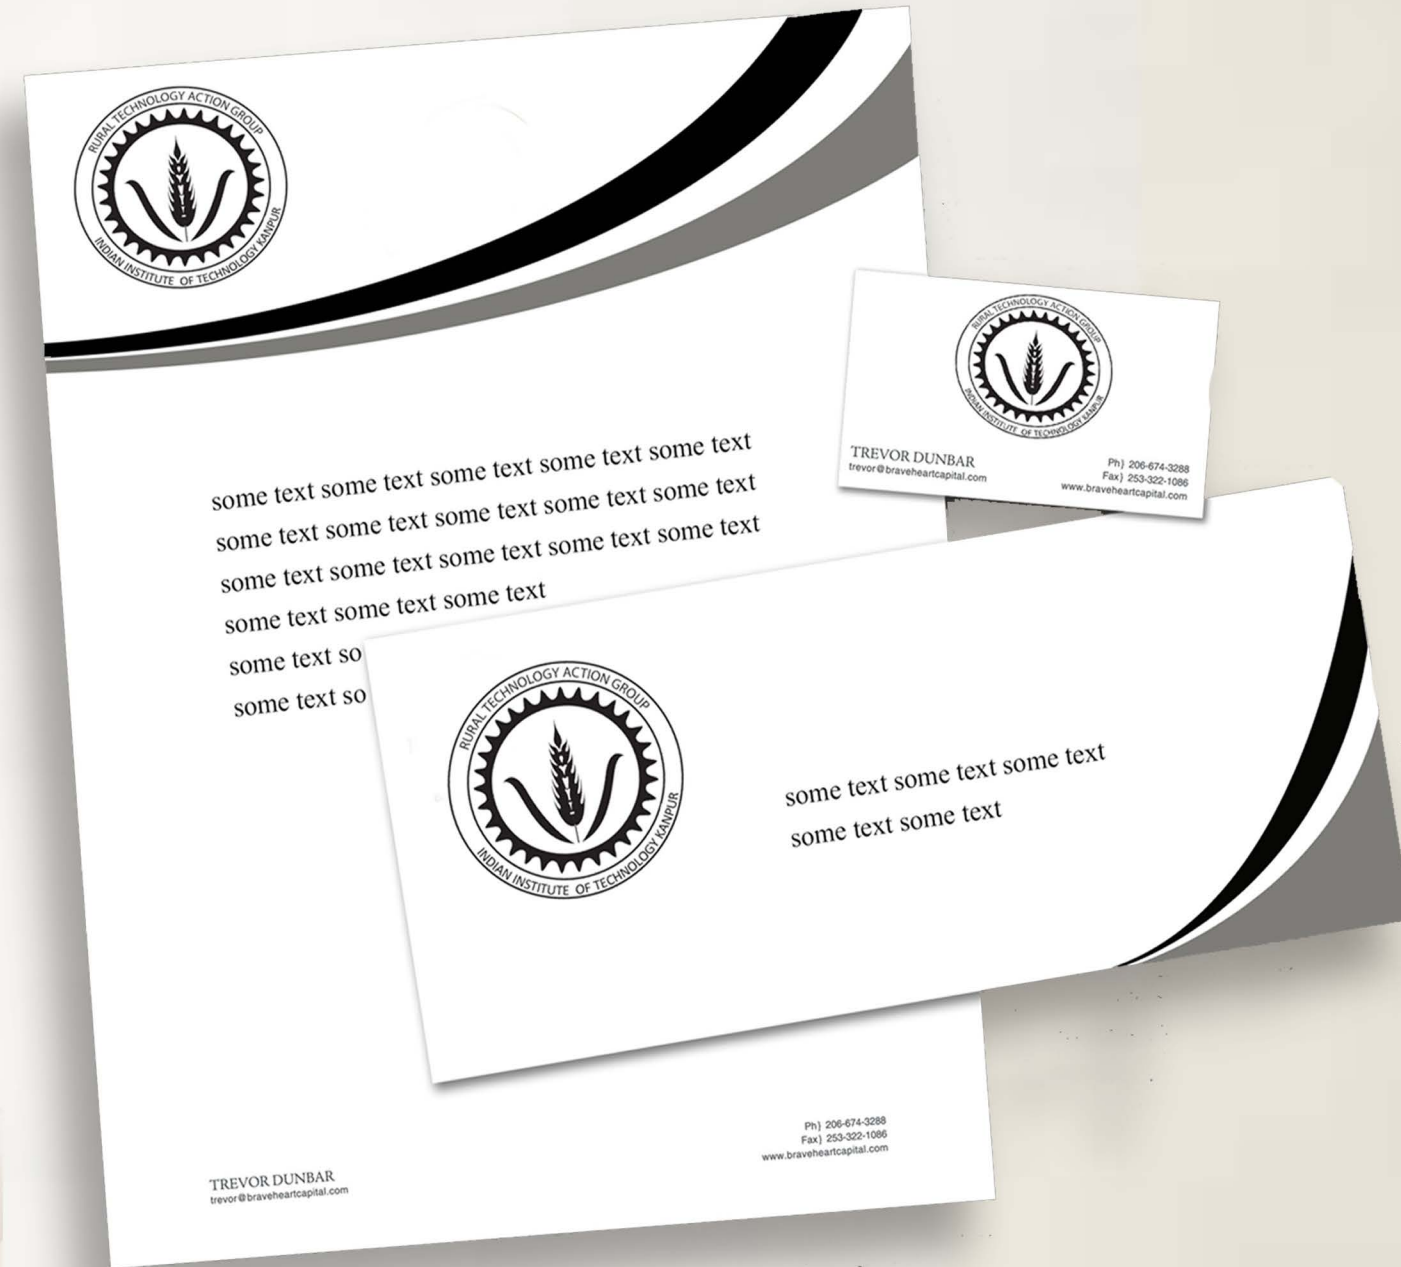 RURAL TECHNOLOGY ACTION GROUP
INDIAN INSTITUTE OF TECHNOLOGY KANPUR
some text some text some text some text some text
some text some text some text some text some text
some text some text some text some text some text
some text some text some text
some text so
some text so
TREVOR DUNBAR
trevor@braveheartcapital.com
Ph} 206-674-3288
Fax} 253-322-1086
www.braveheartcapital.com
RURAL TECHNOLOGY ACTION GROUP
INDIAN INSTITUTE OF TECHNOLOGY KANPUR
TREVOR DUNBAR
trevor@braveheartcapital.com
Ph} 206-674-3288
Fax} 253-322-1086
www.braveheartcapital.com
RURAL TECHNOLOGY ACTION GROUP
INDIAN INSTITUTE OF TECHNOLOGY KANPUR
some text some text some text
some text some text